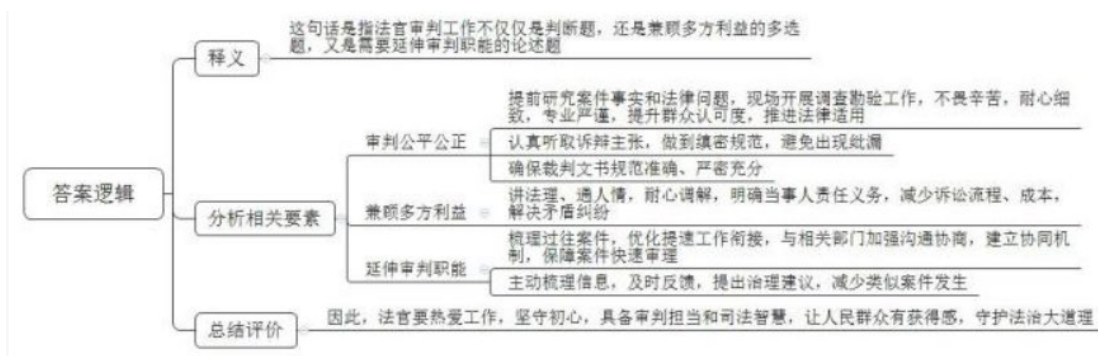 这句话是指法官审判工作不仅仅是判断题，还是兼顾多方利益的多选
题，又是需要延伸审判职能的论述题
释义
提前研究案件事实和法律问题，现场开展调查勘验工作，不畏辛苦，耐心细
致，专业严谨，提升群众认可度，推进法律适用
审判公平公正
认真听取诉辩主张，做到缜密规范，避免出现纰漏
确保裁判文书规范准确、严密充分
答案逻辑
分析相关要素
兼顾多方利益
讲法理、通人情，耐心调解，明确当事人责任义务，减少诉讼流程、成本，
解决矛盾纠纷
延伸审判职能
梳理过往案件，优化提速工作衔接，与相关部门加强沟通协商，建立协同机
制，保障案件快速审理
主动梳理信息，及时反馈，提出治理建议，减少类似案件发生
总结评价
因此，法官要热爱工作，坚守初心，具备审判担当和司法智慧，让人民群众有获得感，守护法治大道理